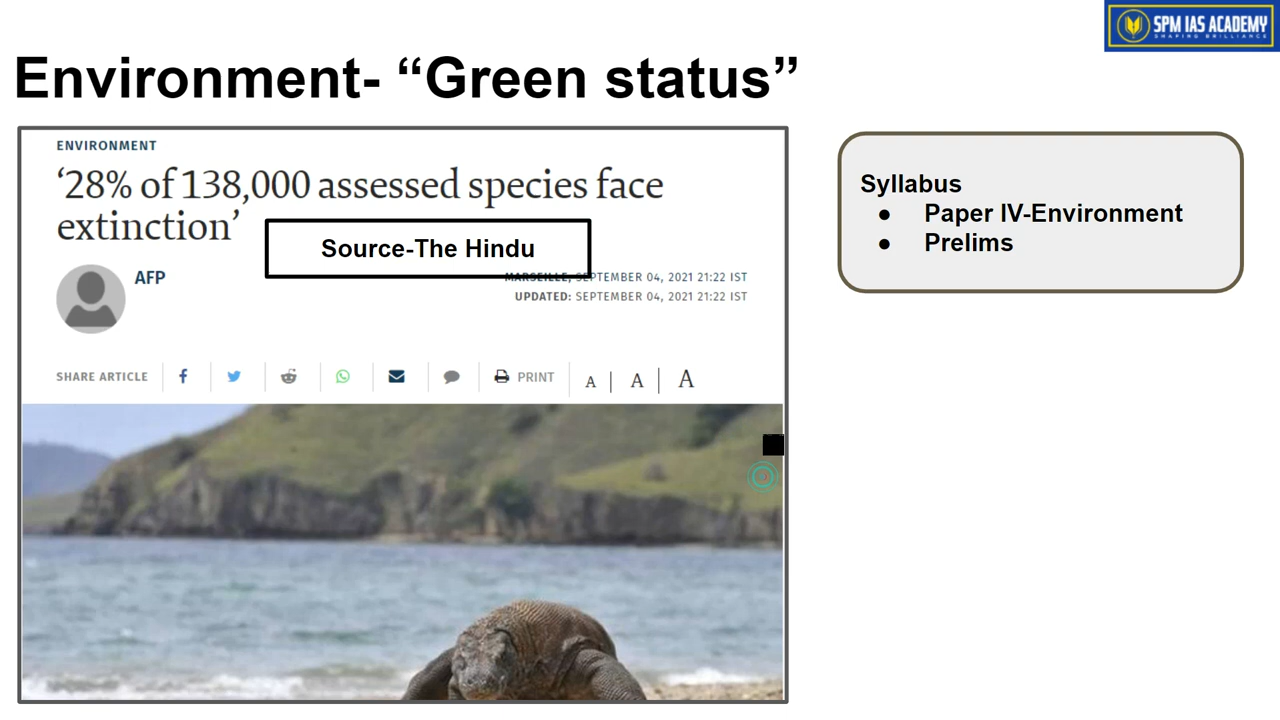 SPM IAS ACADEMY
SHAPING BRILLIANCE
Environment- “Green status”
ENVIRONMENT
‘28% of 138,000 assessed species face
extinction’
Source-The Hindu
AFP
MARSEILLE, SEPTEMBER 04, 2021 21:22 IST
UPDATED: SEPTEMBER 04, 2021 21:22 IST
SHARE ARTICLE
PRINT
A | A | A
Syllabus
● Paper IV-Environment
● Prelims